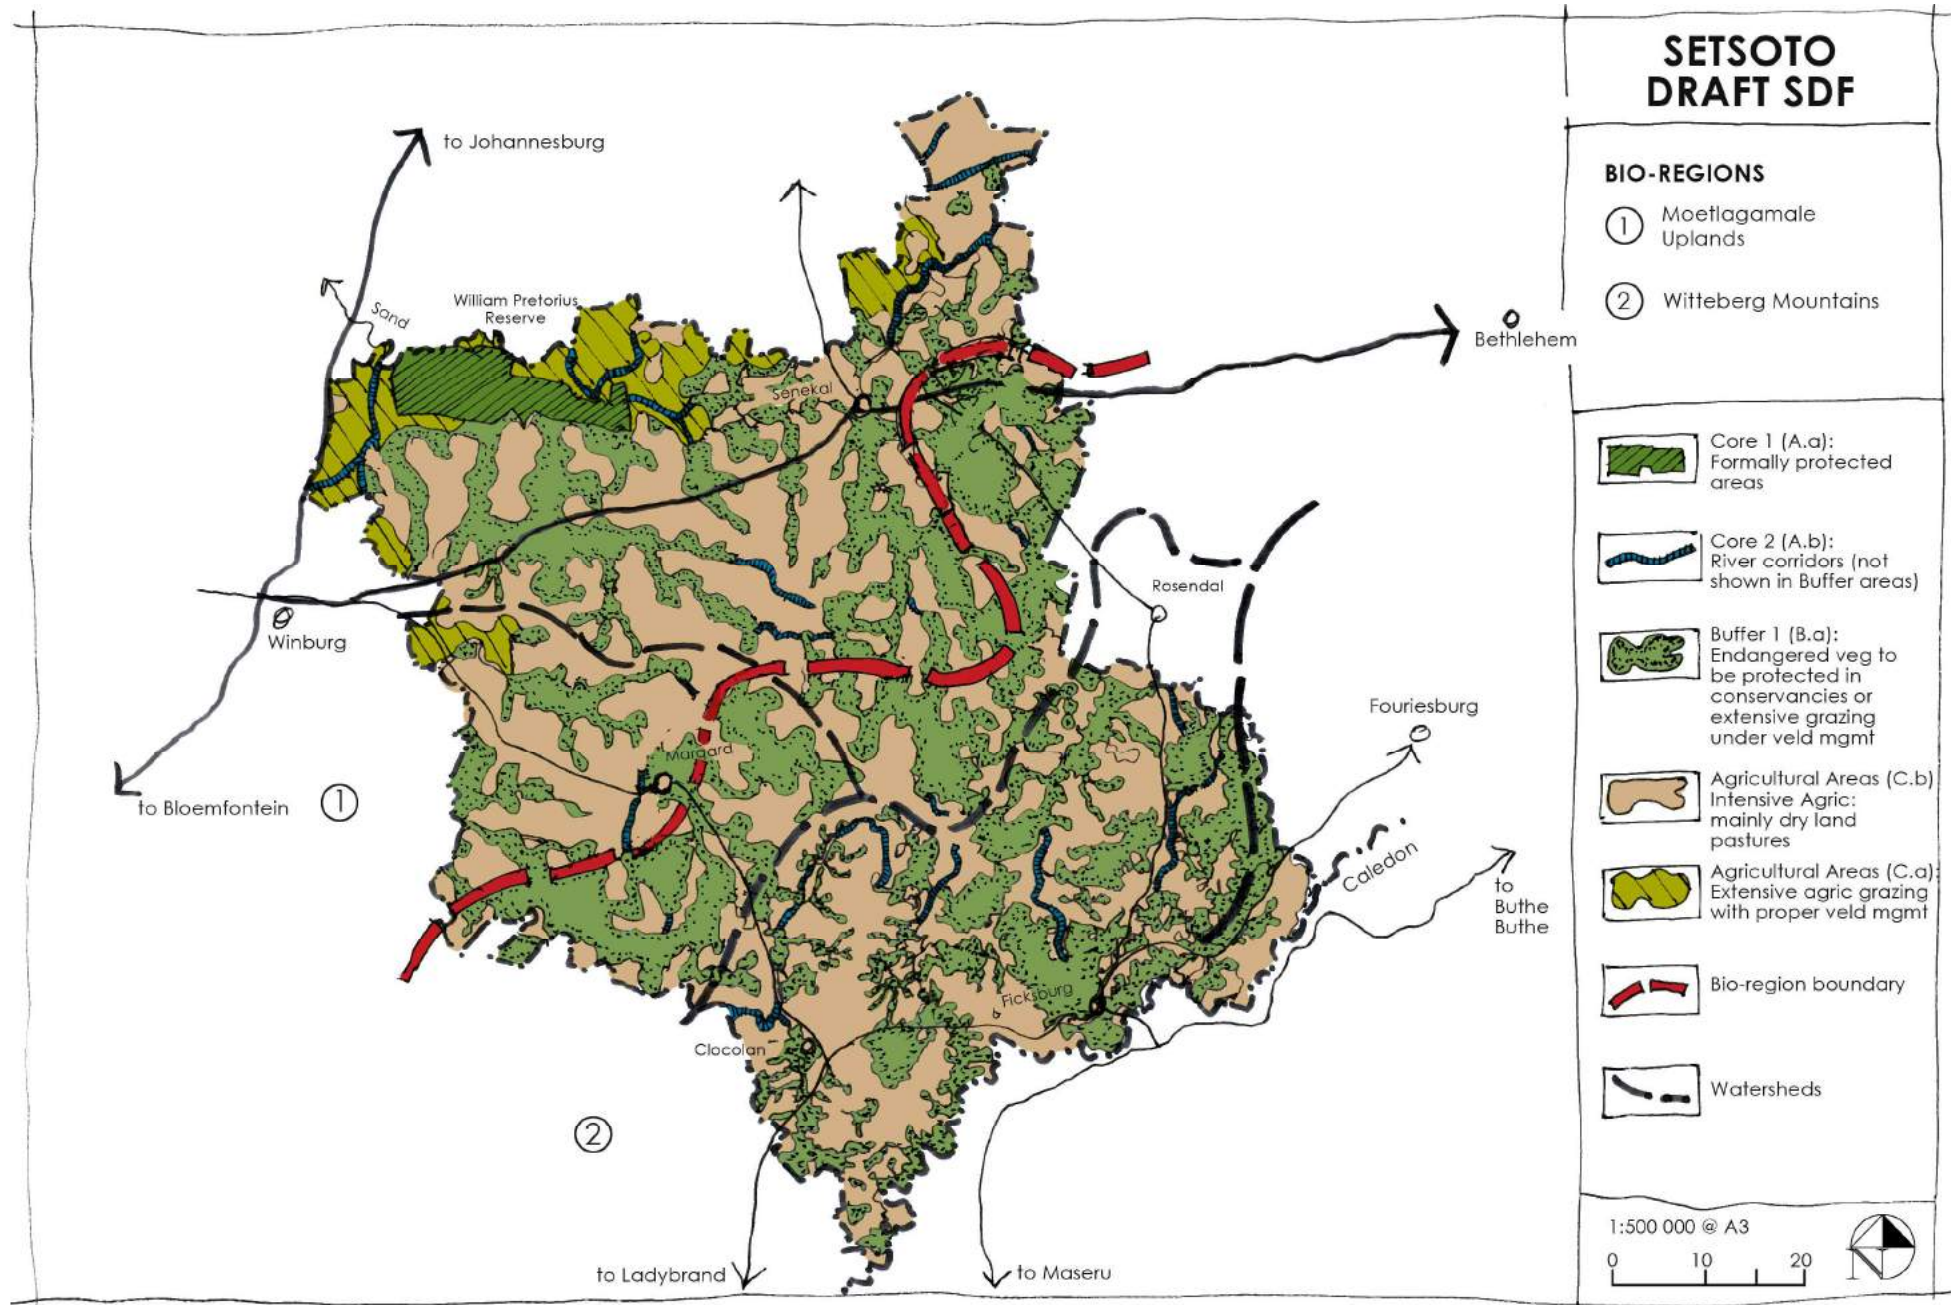 SETSOTO
DRAFT SDF
BIO-REGIONS
1
Moetlagamale
Uplands
2
Witteberg Mountains
Core 1 (A.a):
Formally protected
areas
Core 2 (A.b):
River corridors (not
shown in Buffer areas)
Buffer 1 (B.a):
Endangered veg to
be protected in
conservancies or
extensive grazing
under veld mgmt
Agricultural Areas (C.b)
Intensive Agric:
mainly dry land
pastures
Agricultural Areas (C.a):
Extensive agric grazing
with proper veld mgmt
Bio-region boundary
Watersheds
1:500 000 @ A3
0 10 20
N
to Johannesburg
Sand
William Pretorius
Reserve
Bethlehem
Senekal
Rosendal
Winburg
Fouriesburg
Marqard
to Bloemfontein
1
Caledon
to
Buthe
Buthe
Ficksburg
Clocolan
2
to Ladybrand
to Maseru